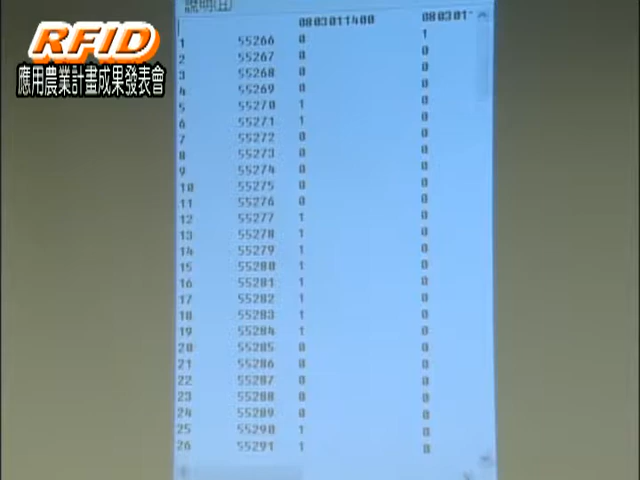 RFID
應用農業計畫成果發表會
說明(H)
0803011400 080301
1 55266 0 1
2 55267 0 0
3 55268 0 0
4 55269 0 0
5 55270 1 0
6 55271 1 0
7 55272 0 0
8 55273 0 0
9 55274 0 0
10 55275 0 0
11 55276 0 0
12 55277 1 0
13 55278 1 0
14 55279 1 0
15 55280 1 0
16 55281 1 0
17 55282 1 0
18 55283 1 0
19 55284 1 0
20 55285 0 0
21 55286 0 0
22 55287 0 0
23 55288 0 0
24 55289 0 0
25 55290 1 0
26 55291 1 0